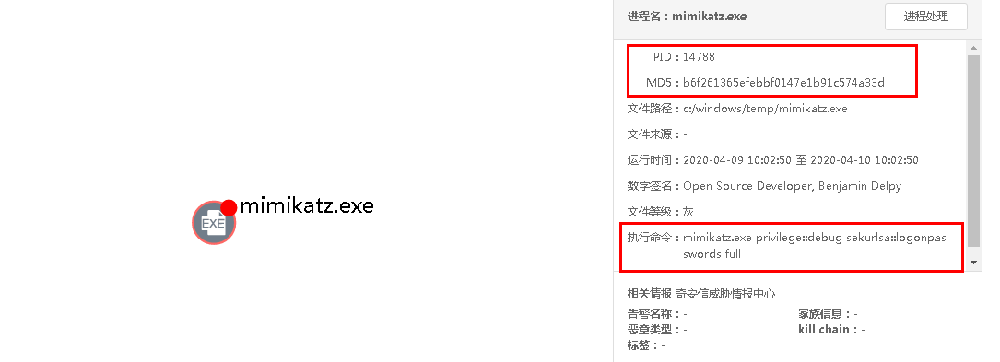 进程名：mimikatz.exe
进程处理
PID：14788
MD5：b6f261365efebbf0147e1b91c574a33d
文件路径：c:/windows/temp/mimikatz.exe
文件来源：-
运行时间：2020-04-09 10:02:50 至 2020-04-10 10:02:50
数字签名：Open Source Developer, Benjamin Delpy
文件等级：灰
执行命令：mimikatz.exe privilege::debug sekurlsa::logonpas
swords full
相关情报 奇安信威胁情报中心
告警名称：- 家族信息：-
恶意类型：- kill chain：-
标签：-
EXE
mimikatz.exe